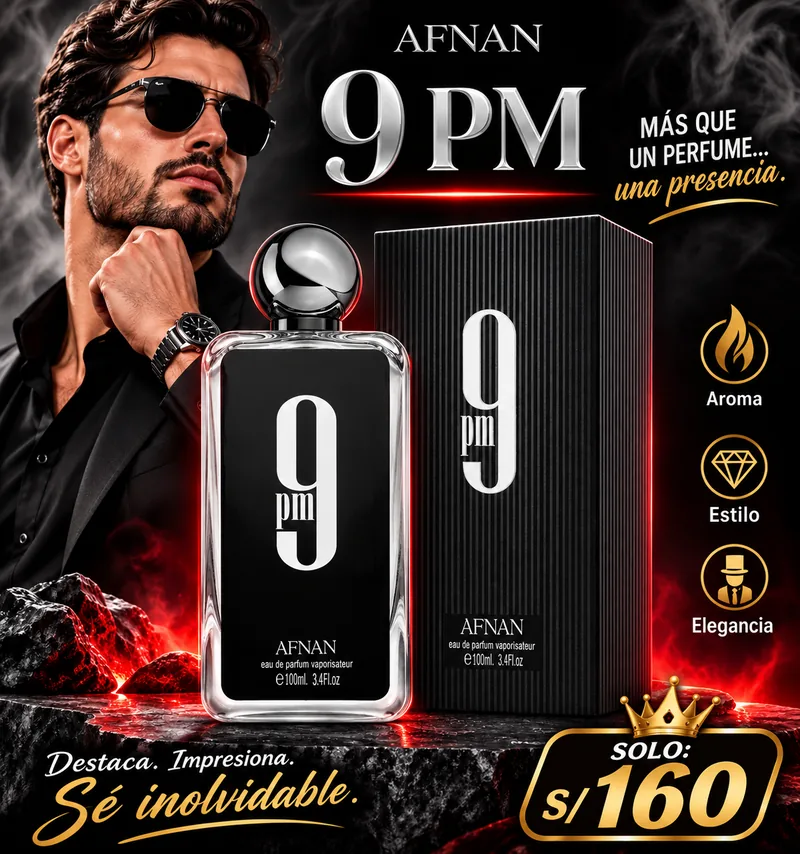 AFNAN
9 PM
MÁS QUE
UN PERFUME...
una presencia.
9
pm
AFNAN
eau de parfum vaporisateur
℮100ml. 3.4Fl.oz
9
pm
AFNAN
eau de parfum vaporisateur
℮100ml. 3.4Fl.oz
Aroma
Estilo
Elegancia
Destaca. Impresiona.
Sé inolvidable.
SOLO:
S/160